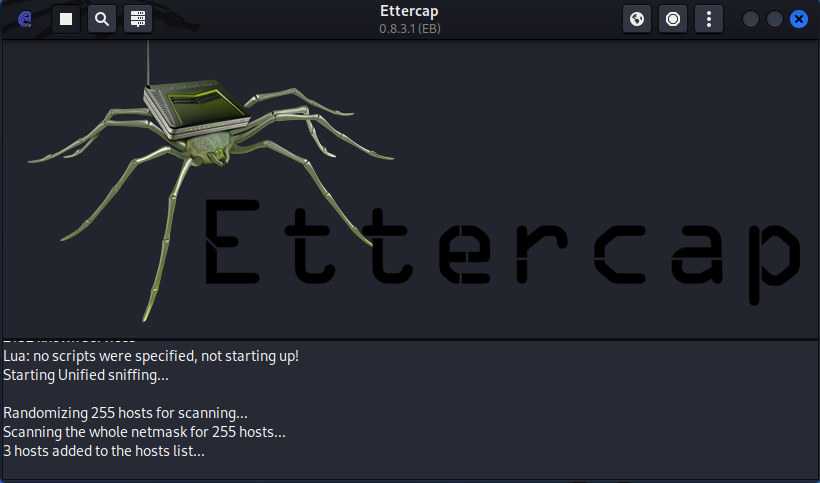 Ettercap
0.8.3.1 (EB)
Ettercap
Lua: no scripts were specified, not starting up!
Starting Unified sniffing...
Randomizing 255 hosts for scanning...
Scanning the whole netmask for 255 hosts...
3 hosts added to the hosts list...